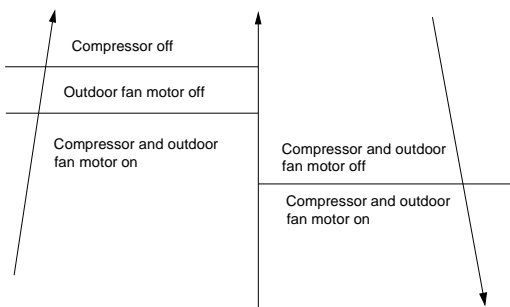 Compressor off
Outdoor fan motor off
Compressor and outdoor
fan motor on
Compressor and outdoor
fan motor off
Compressor and outdoor
fan motor on